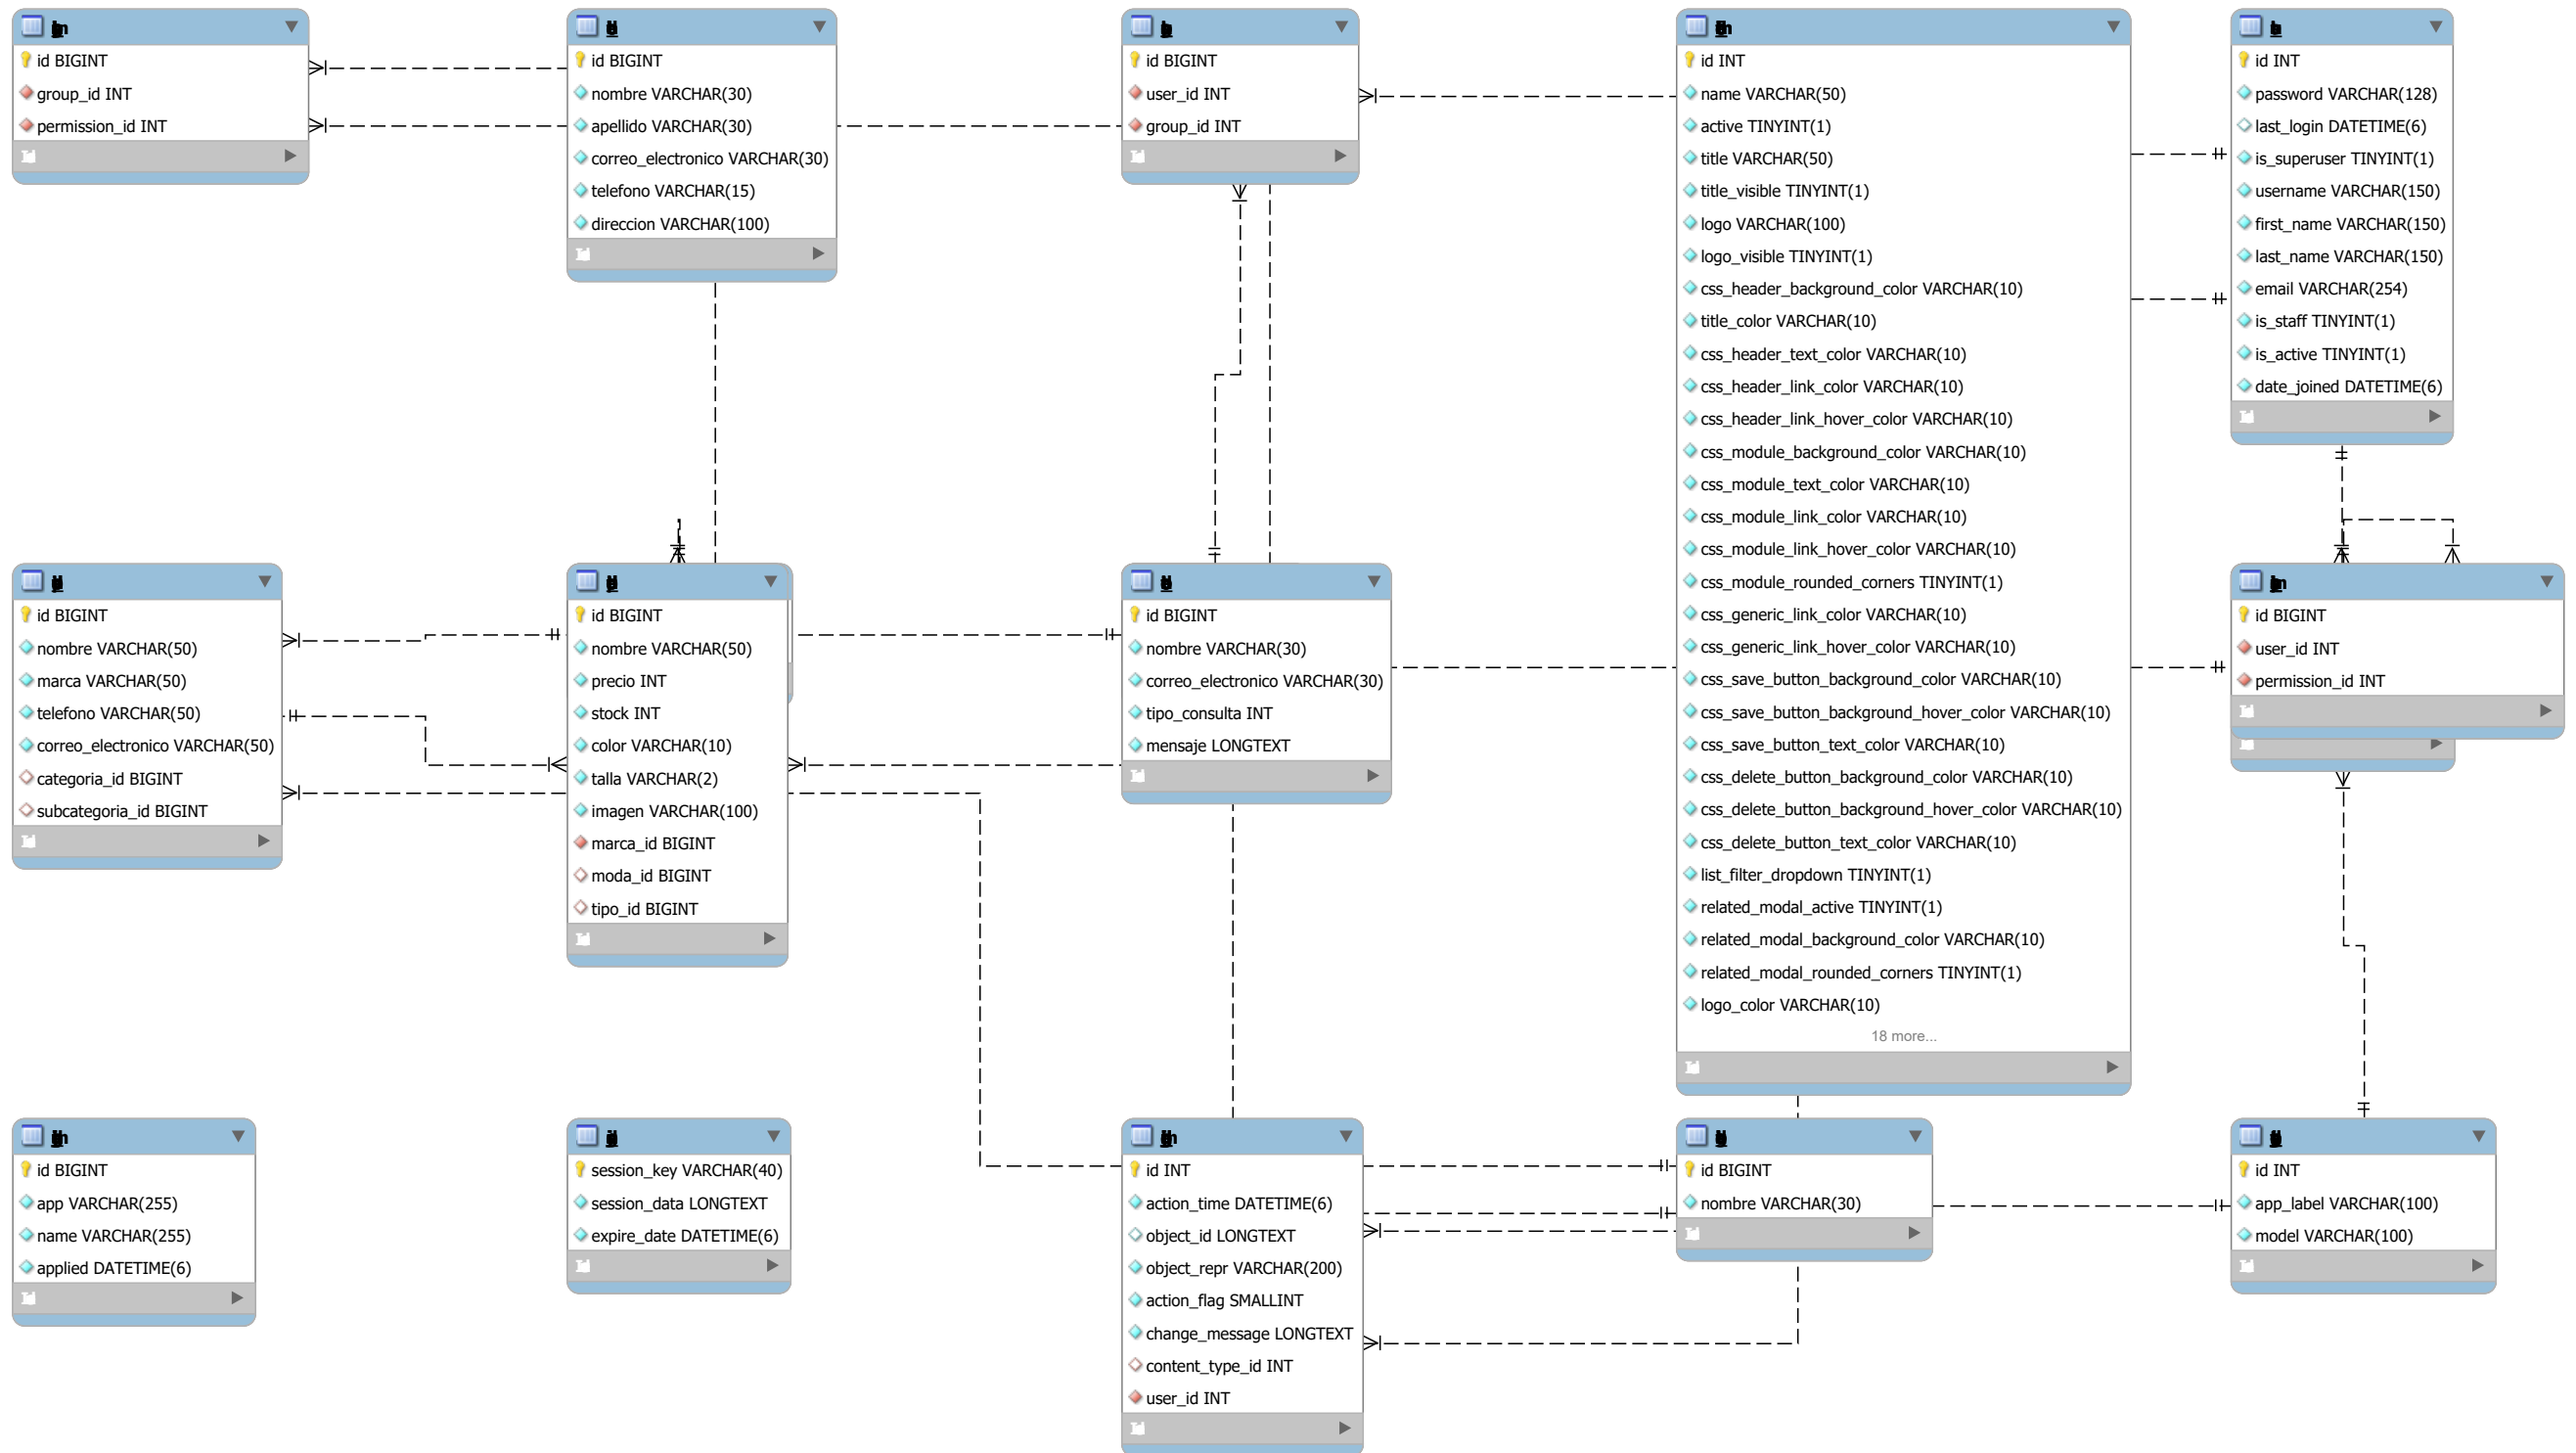 id BIGINT
group_id INT
permission_id INT
id BIGINT
nombre VARCHAR(30)
apellido VARCHAR(30)
correo_electronico VARCHAR(30)
telefono VARCHAR(15)
direccion VARCHAR(100)
id BIGINT
user_id INT
group_id INT
id INT
name VARCHAR(50)
active TINYINT(1)
title VARCHAR(50)
title_visible TINYINT(1)
logo VARCHAR(100)
logo_visible TINYINT(1)
css_header_background_color VARCHAR(10)
title_color VARCHAR(10)
css_header_text_color VARCHAR(10)
css_header_link_color VARCHAR(10)
css_header_link_hover_color VARCHAR(10)
css_module_background_color VARCHAR(10)
css_module_text_color VARCHAR(10)
css_module_link_color VARCHAR(10)
css_module_link_hover_color VARCHAR(10)
css_module_rounded_corners TINYINT(1)
css_generic_link_color VARCHAR(10)
css_generic_link_hover_color VARCHAR(10)
css_save_button_background_color VARCHAR(10)
css_save_button_background_hover_color VARCHAR(10)
css_save_button_text_color VARCHAR(10)
css_delete_button_background_color VARCHAR(10)
css_delete_button_background_hover_color VARCHAR(10)
css_delete_button_text_color VARCHAR(10)
list_filter_dropdown TINYINT(1)
related_modal_active TINYINT(1)
related_modal_background_color VARCHAR(10)
related_modal_rounded_corners TINYINT(1)
logo_color VARCHAR(10)
18 more...
id INT
password VARCHAR(128)
last_login DATETIME(6)
is_superuser TINYINT(1)
username VARCHAR(150)
first_name VARCHAR(150)
last_name VARCHAR(150)
email VARCHAR(254)
is_staff TINYINT(1)
is_active TINYINT(1)
date_joined DATETIME(6)
id BIGINT
nombre VARCHAR(50)
marca VARCHAR(50)
telefono VARCHAR(50)
correo_electronico VARCHAR(50)
categoria_id BIGINT
subcategoria_id BIGINT
id BIGINT
nombre VARCHAR(50)
precio INT
stock INT
color VARCHAR(10)
talla VARCHAR(2)
imagen VARCHAR(100)
marca_id BIGINT
moda_id BIGINT
tipo_id BIGINT
id BIGINT
nombre VARCHAR(30)
correo_electronico VARCHAR(30)
tipo_consulta INT
mensaje LONGTEXT
id BIGINT
user_id INT
permission_id INT
id BIGINT
app VARCHAR(255)
name VARCHAR(255)
applied DATETIME(6)
session_key VARCHAR(40)
session_data LONGTEXT
expire_date DATETIME(6)
id INT
action_time DATETIME(6)
object_id LONGTEXT
object_repr VARCHAR(200)
action_flag SMALLINT
change_message LONGTEXT
content_type_id INT
user_id INT
id BIGINT
nombre VARCHAR(30)
id INT
app_label VARCHAR(100)
model VARCHAR(100)